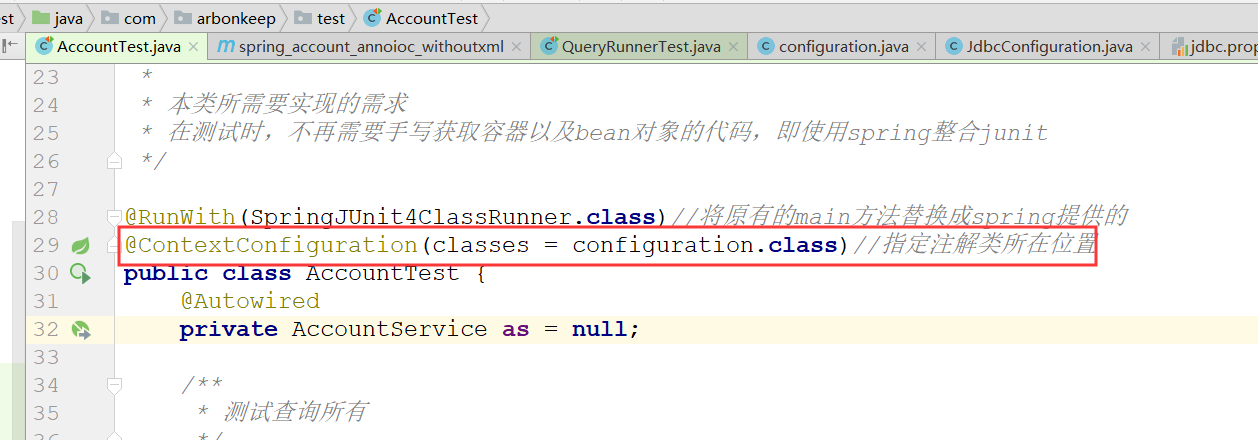 st java com arbonkeep test AccountTest
AccountTest.java spring_account_annoioc_withoutxml QueryRunnerTest.java configuration.java JdbcConfiguration.java jdbc.prop
23 *
24 * 本类所需要实现的需求
25 * 在测试时，不再需要手写获取容器以及bean对象的代码，即使用spring整合junit
26 */
27
28 @RunWith(SpringJUnit4ClassRunner.class)//将原有的main方法替换成spring提供的
29 @ContextConfiguration(classes = configuration.class)//指定注解类所在位置
30 public class AccountTest {
31 @Autowired
32 private AccountService as = null;
33
34 /**
35 * 测试查询所有
36 */